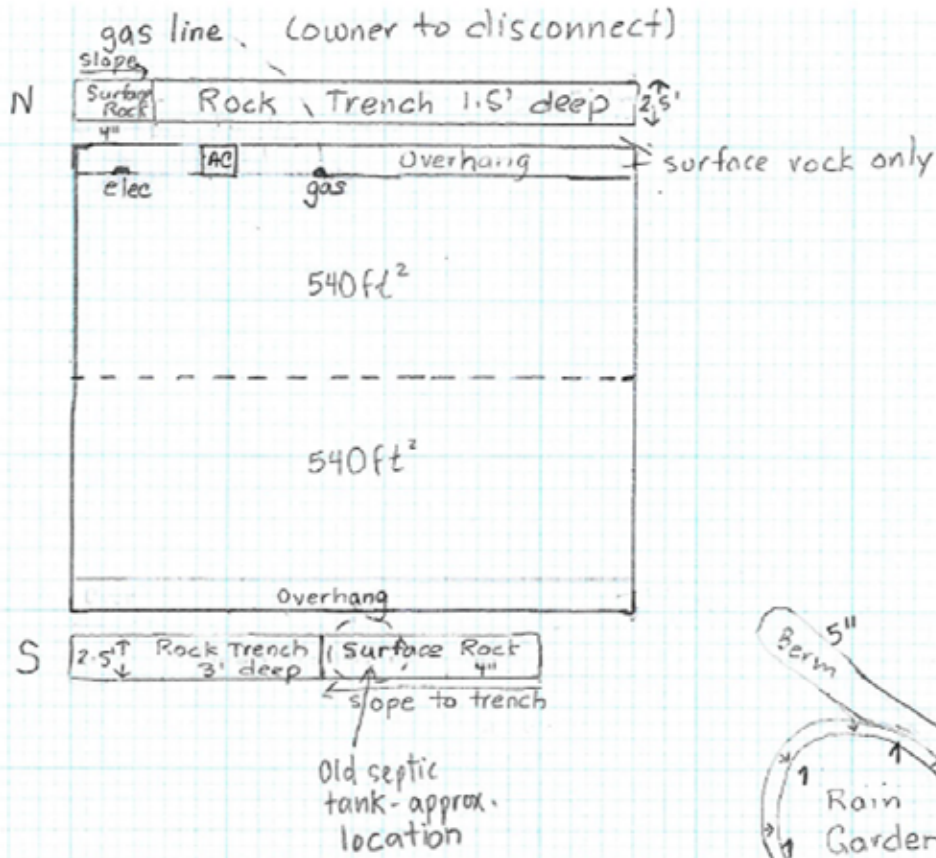 gas line (owner to disconnect)
slope
N
Surface
Rock
Rock Trench 1.5' deep
2.5'
4"
AC
Overhang
surface rock only
elec
gas
540ft²
540ft²
Overhang
S
2.5'
Rock Trench
3' deep
Surface Rock
4"
slope to trench
Old septic
tank - approx.
location
Berm
5"
1
1
1
Rain
Garden